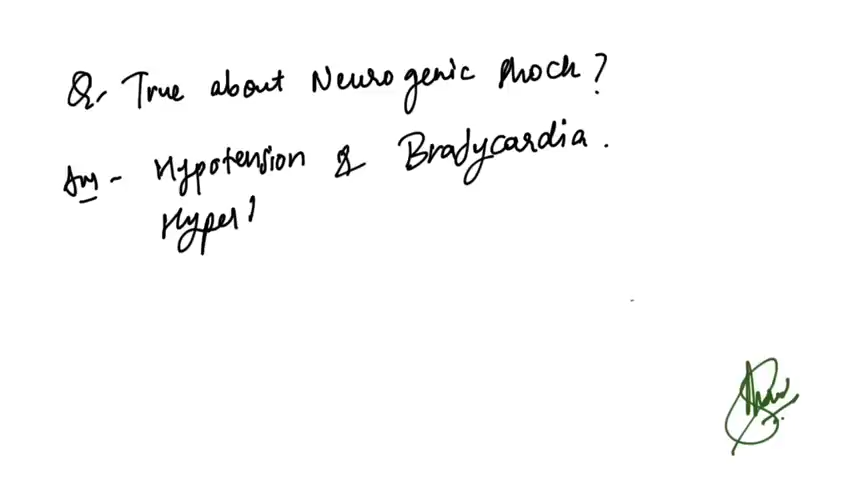 Q. True about Neurogenic Shock?
Ans - Hypotension & Bradycardia.
Hyper